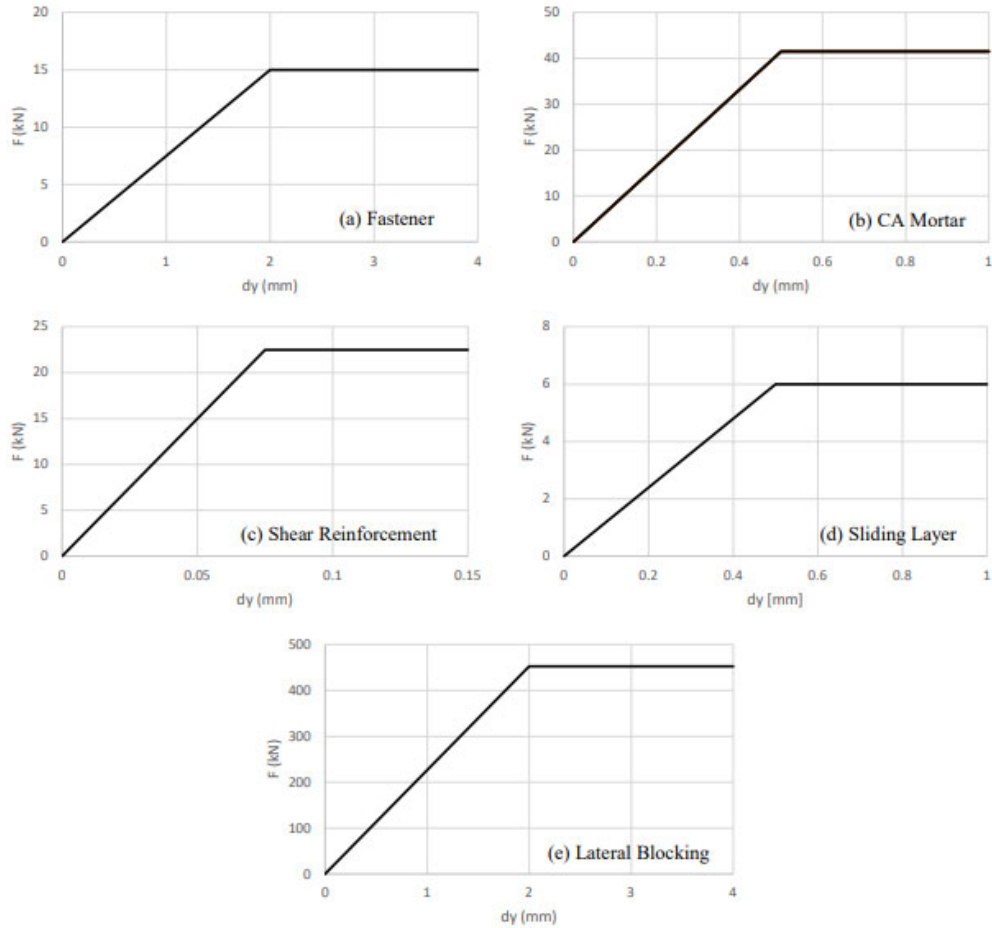 20
15
10
5
0
F (kN)
(a) Fastener
0 1 2 3 4
dy (mm)
50
40
30
20
10
0
F (kN)
(b) CA Mortar
0 0.2 0.4 0.6 0.8 1
dy (mm)
25
20
15
10
5
0
F (kN)
(c) Shear Reinforcement
0 0.05 0.1 0.15
dy (mm)
8
6
4
2
0
F (kN)
(d) Sliding Layer
0 0.2 0.4 0.6 0.8 1
dy [mm]
500
400
300
200
100
0
F (kN)
(e) Lateral Blocking
0 1 2 3 4
dy (mm)